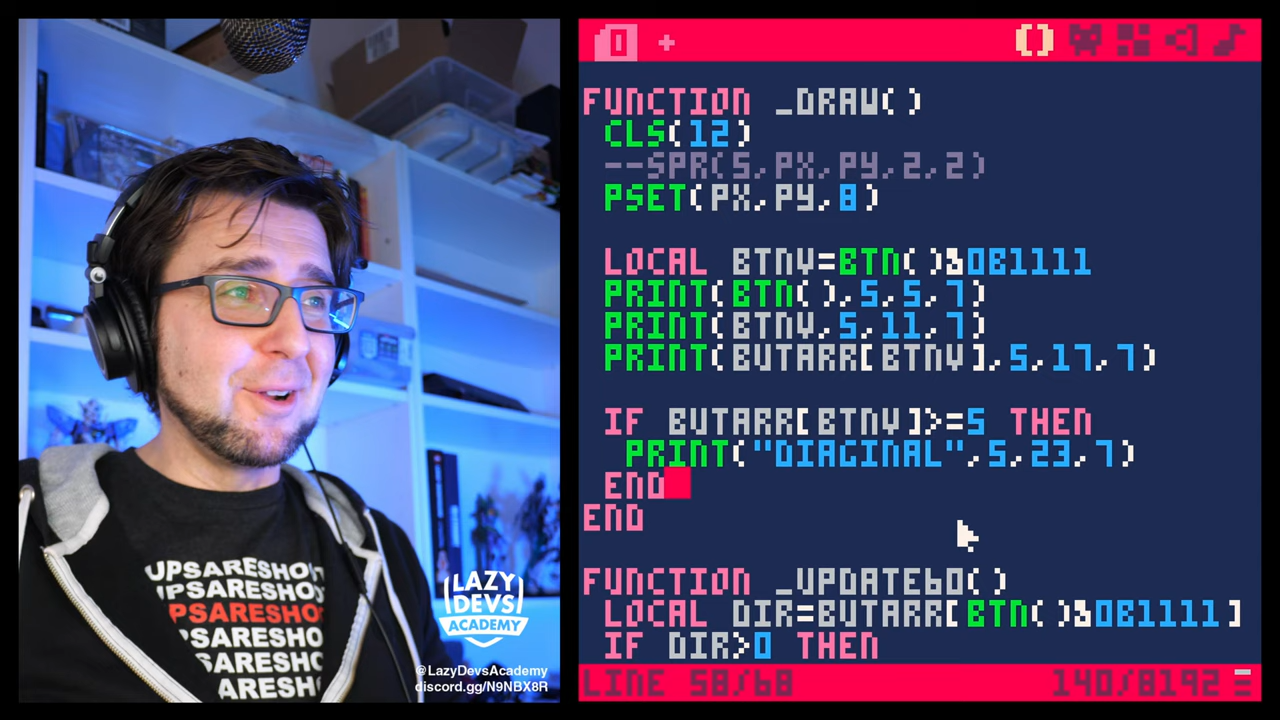 UPSARESHOUT
UPSARESHOUT
UPSARESHO
UPSARESHO
SARESHO
ARESH
LAZY
DEVS
ACADEMY
@LazyDevsAcademy
discord.gg/N9NBX8R
0 +
FUNCTION _DRAW()
CLS(12)
--SPR(5,PX,PY,2,2)
PSET(PX,PY,8)
LOCAL BTNV=BTN()&0B1111
PRINT(BTN(),5,5,7)
PRINT(BTNV,5,11,7)
PRINT(BUTARR[BTNV],5,17,7)
IF BUTARR[BTNV]>=5 THEN
PRINT("DIAGINAL",5,23,7)
END
END
FUNCTION _UPDATE60()
LOCAL DIR=BUTARR[BTN()&0B1111]
IF DIR>0 THEN
LINE 58/68
140/8192